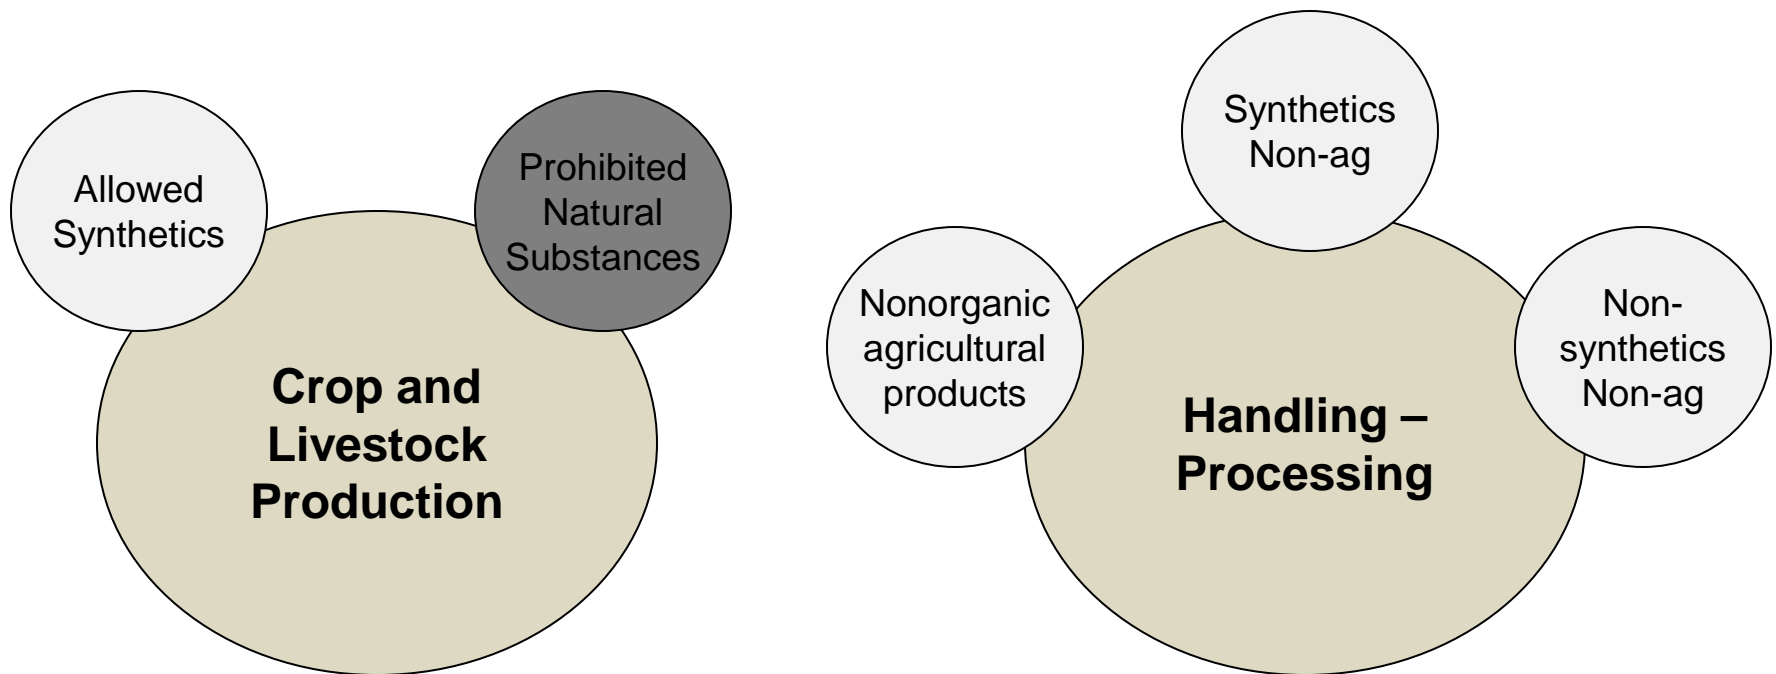 Allowed
Synthetics
Prohibited
Natural
Substances
Crop and
Livestock
Production
Synthetics
Non-ag
Nonorganic
agricultural
products
Non-
synthetics
Non-ag
Handling –
Processing